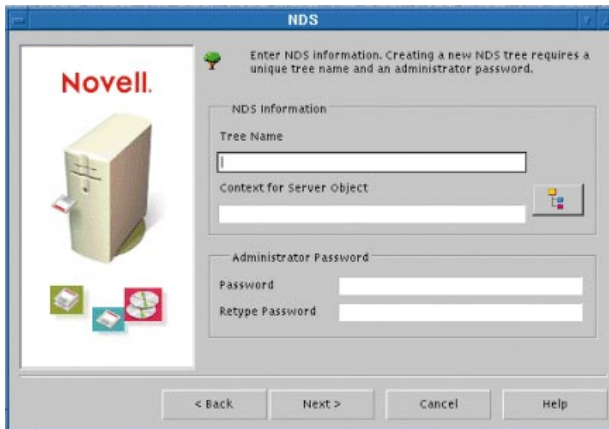 NDS
Novell.
Enter NDS information. Creating a new NDS tree requires a
unique tree name and an administrator password.
NDS Information
Tree Name
Context for Server Object
Administrator Password
Password
Retype Password
< Back
Next >
Cancel
Help